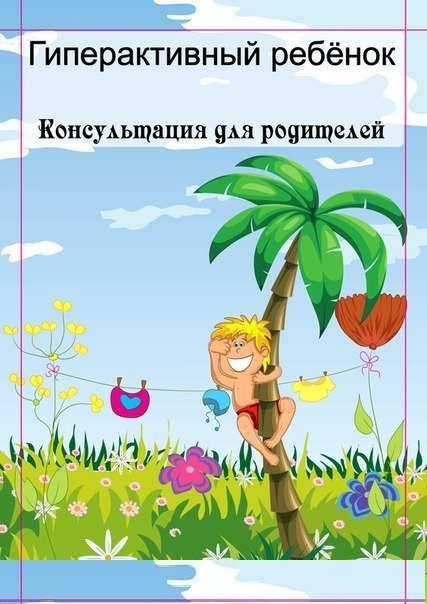 Гиперактивный ребёнок
Консультация для родителей